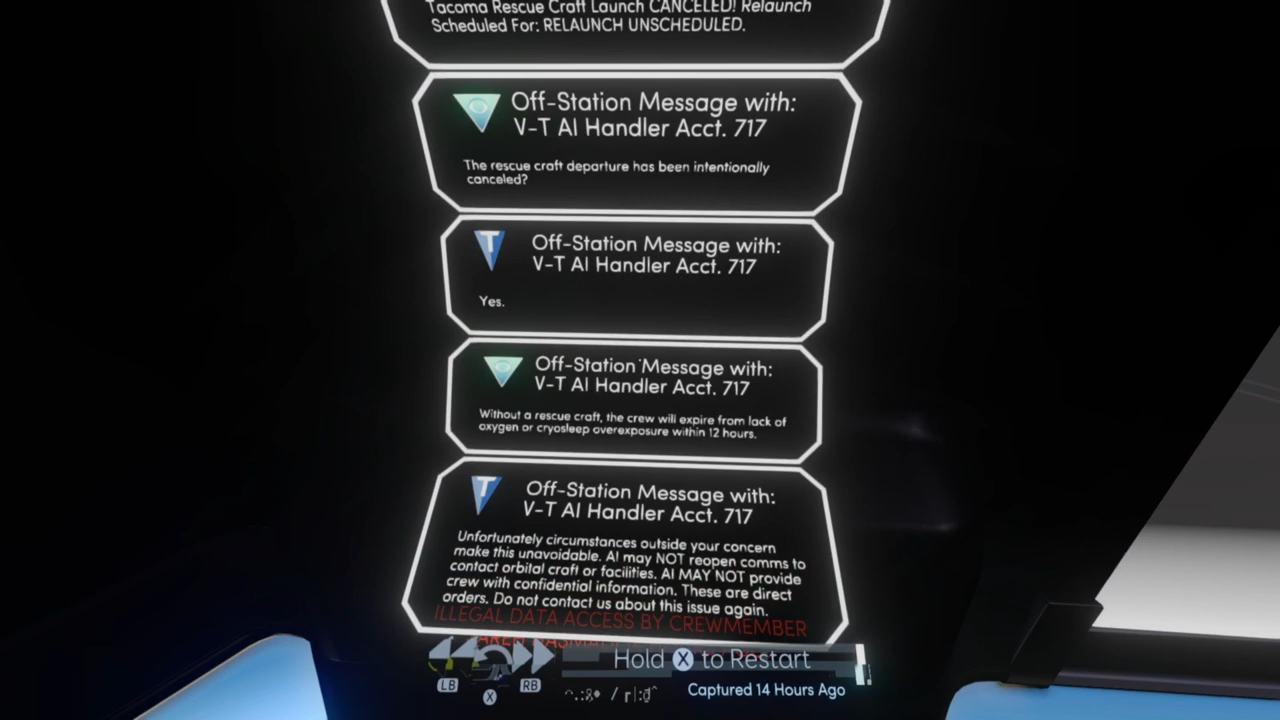 Tacoma Rescue Craft Launch CANCELED! Relaunch
Scheduled For: RELAUNCH UNSCHEDULED.
Off-Station Message with:
V-T AI Handler Acct. 717
The rescue craft departure has been intentionally
canceled?
T
Off-Station Message with:
V-T AI Handler Acct. 717
Yes.
Off-Station Message with:
V-T AI Handler Acct. 717
Without a rescue craft, the crew will expire from lack of
oxygen or cryosleep overexposure within 12 hours.
T
Off-Station Message with:
V-T AI Handler Acct. 717
Unfortunately circumstances outside your concern
make this unavoidable. AI may NOT reopen comms to
contact orbital craft or facilities. AI MAY NOT provide
crew with confidential information. These are direct
orders. Do not contact us about this issue again.
ILLEGAL DATA ACCESS BY CREWMEMBER
Hold X to Restart
LB X RB
Captured 14 Hours Ago